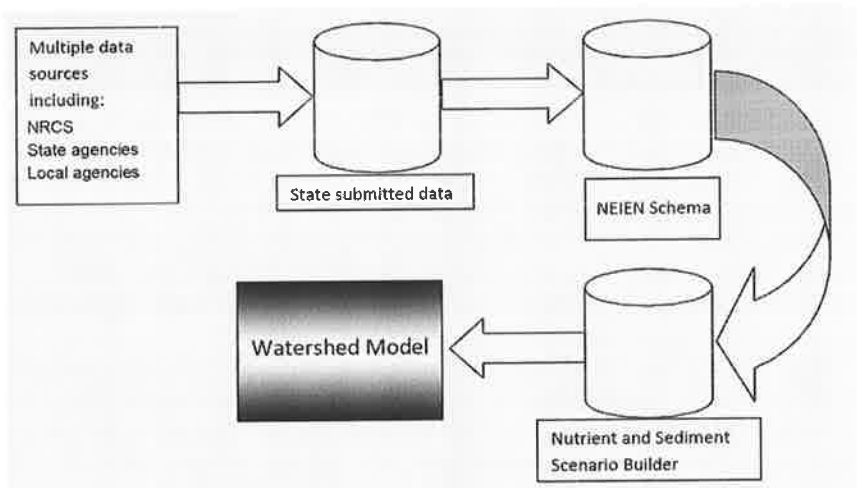 Multiple data
sources
including:
NRCS
State agencies
Local agencies
State submitted data
NEIEN Schema
Watershed Model
Nutrient and Sediment
Scenario Builder